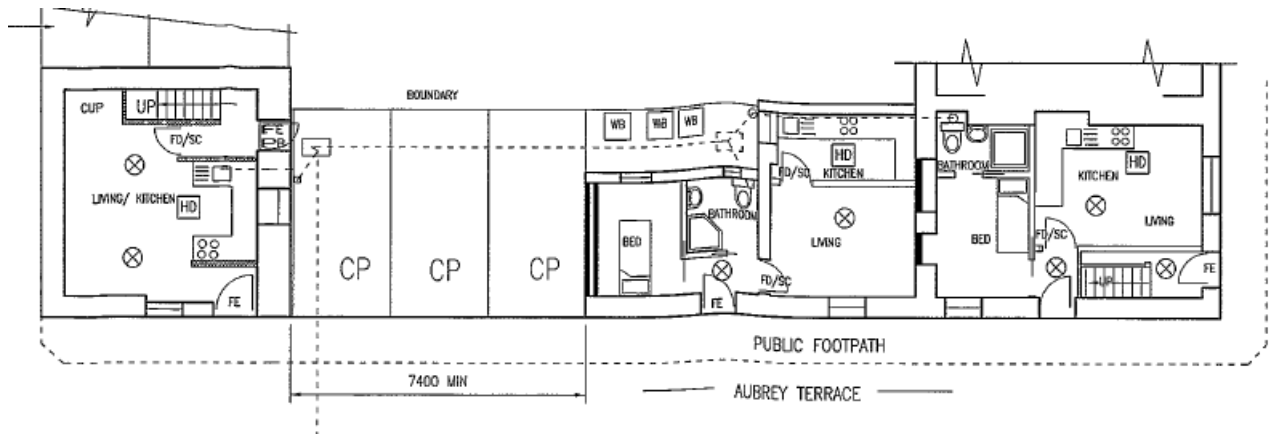 BOUNDARY
CUP
UP
FD/SC
FE
LIVING/ KITCHEN
HD
FE
CP
CP
CP
WB
WB
WB
BED
BATHROOM
FE
FD/SC
FD/SC
HD
KITCHEN
LIVING
BATHROOM
BED
KITCHEN
HD
LIVING
FD/SC
UP
FE
PUBLIC FOOTPATH
7400 MIN
AUBREY TERRACE